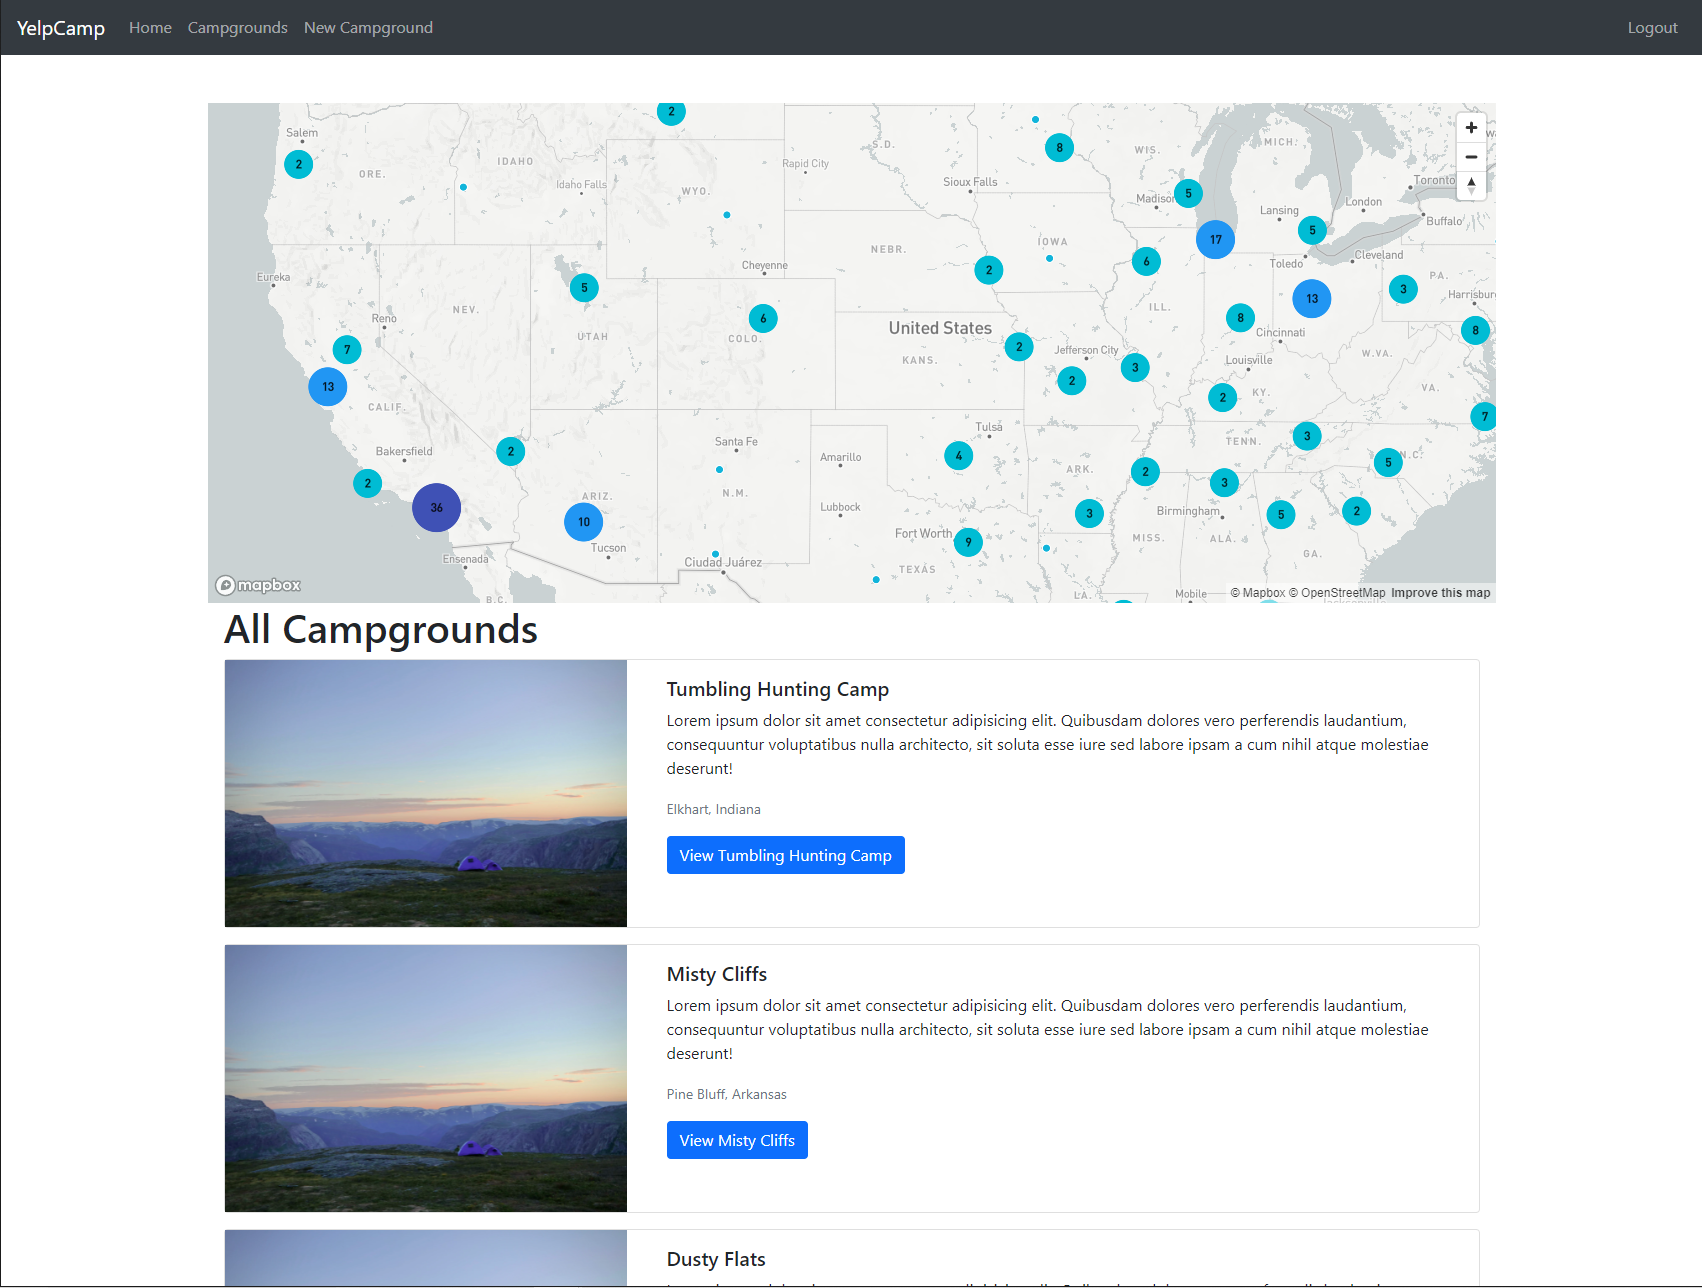 YelpCamp Home Campgrounds New Campground Logout
2
Salem
2
ORE.
IDAHO
Idaho Falls
WYO.
Rapid City
S.D.
Sioux Falls
8
WIS.
MICH.
+
−
Toronto
Madison
5
Lansing
London
Buffalo
17
5
Toledo
Cleveland
NEBR.
IOWA
6
PA.
Eureka
Cheyenne
2
5
3
Harrisburg
ILL.
13
NEV.
Reno
UTAH
6
COLO.
United States
8
Cincinnati
8
7
KANS.
2
Jefferson City
Louisville
W.VA.
13
2
3
CALIF.
2
KY.
VA.
7
Bakersfield
2
Santa Fe
Amarillo
Tulsa
4
ARK.
2
TENN.
3
N.C.
5
2
36
ARIZ.
10
N.M.
Lubbock
3
Birmingham
3
5
2
Tucson
Fort Worth
9
MISS.
ALA.
GA.
Ensenada
Ciudad Juárez
TEXAS
B.C.
LA.
Mobile
mapbox
© Mapbox © OpenStreetMap Improve this map
All Campgrounds
Tumbling Hunting Camp
Lorem ipsum dolor sit amet consectetur adipisicing elit. Quibusdam dolores vero perferendis laudantium,
consequuntur voluptatibus nulla architecto, sit soluta esse iure sed labore ipsam a cum nihil atque molestiae
deserunt!
Elkhart, Indiana
View Tumbling Hunting Camp
Misty Cliffs
Lorem ipsum dolor sit amet consectetur adipisicing elit. Quibusdam dolores vero perferendis laudantium,
consequuntur voluptatibus nulla architecto, sit soluta esse iure sed labore ipsam a cum nihil atque molestiae
deserunt!
Pine Bluff, Arkansas
View Misty Cliffs
Dusty Flats